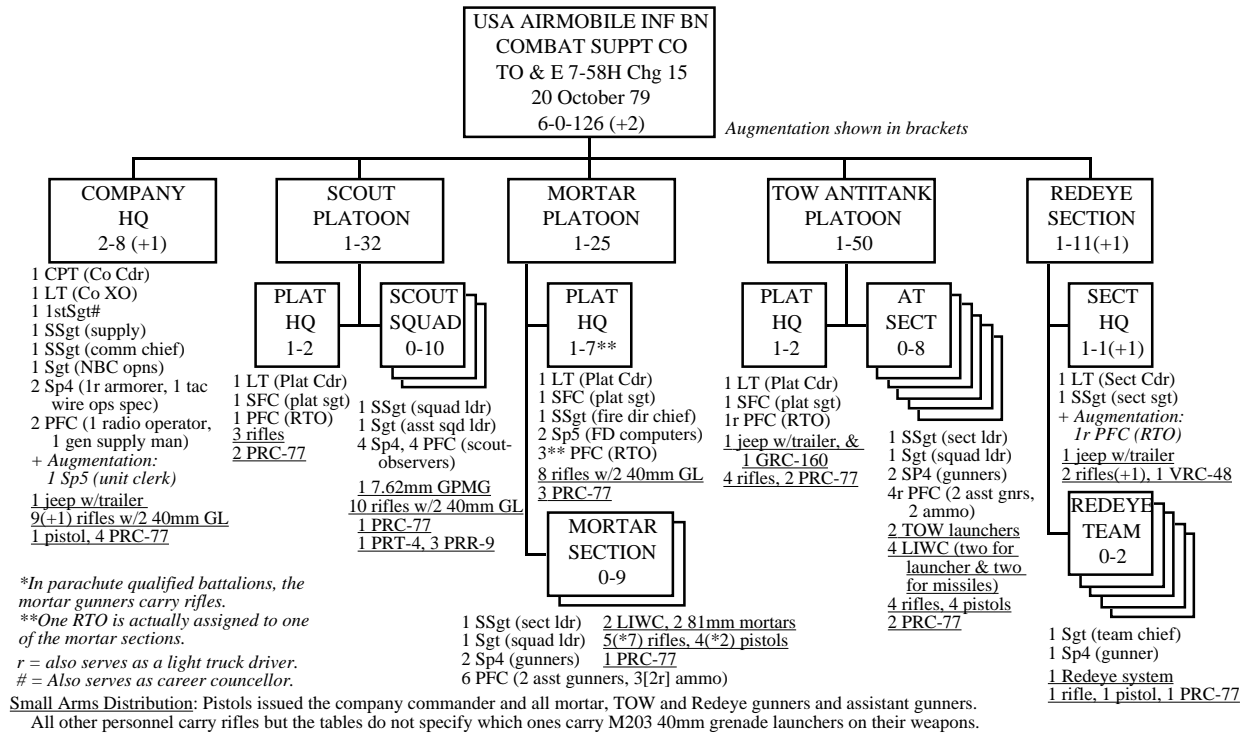 USA AIRMOBILE INF BN
COMBAT SUPPT CO
TO & E 7-58H Chg 15
20 October 79
6-0-126 (+2)
Augmentation shown in brackets
COMPANY
HQ
2-8 (+1)
1 CPT (Co Cdr)
1 LT (Co XO)
1 1stSgt#
1 SSgt (supply)
1 SSgt (comm chief)
1 Sgt (NBC opns)
2 Sp4 (1r armorer, 1 tac
wire ops spec)
2 PFC (1 radio operator,
1 gen supply man)
+ Augmentation:
1 Sp5 (unit clerk)
1 jeep w/trailer
9(+1) rifles w/2 40mm GL
1 pistol, 4 PRC-77
SCOUT
PLATOON
1-32
PLAT
HQ
1-2
1 LT (Plat Cdr)
1 SFC (plat sgt)
1 PFC (RTO)
3 rifles
2 PRC-77
SCOUT
SQUAD
0-10
1 SSgt (squad ldr)
1 Sgt (asst sqd ldr)
4 Sp4, 4 PFC (scout-
observers)
1 7.62mm GPMG
10 rifles w/2 40mm GL
1 PRC-77
1 PRT-4, 3 PRR-9
MORTAR
PLATOON
1-25
PLAT
HQ
1-7**
1 LT (Plat Cdr)
1 SFC (plat sgt)
1 SSgt (fire dir chief)
2 Sp5 (FD computers)
3** PFC (RTO)
8 rifles w/2 40mm GL
3 PRC-77
MORTAR
SECTION
0-9
1 SSgt (sect ldr)
1 Sgt (squad ldr)
2 Sp4 (gunners)
6 PFC (2 asst gunners, 3[2r] ammo)
2 LIWC, 2 81mm mortars
5(*7) rifles, 4(*2) pistols
1 PRC-77
TOW ANTITANK
PLATOON
1-50
PLAT
HQ
1-2
1 LT (Plat Cdr)
1 SFC (plat sgt)
1r PFC (RTO)
1 jeep w/trailer, &
1 GRC-160
4 rifles, 2 PRC-77
AT
SECT
0-8
1 SSgt (sect ldr)
1 Sgt (squad ldr)
2 SP4 (gunners)
4r PFC (2 asst gnrs,
2 ammo)
2 TOW launchers
4 LIWC (two for
launcher & two
for missiles)
4 rifles, 4 pistols
2 PRC-77
REDEYE
SECTION
1-11(+1)
SECT
HQ
1-1(+1)
1 LT (Sect Cdr)
1 SSgt (sect sgt)
+ Augmentation:
1r PFC (RTO)
1 jeep w/trailer
2 rifles(+1), 1 VRC-48
REDEYE
TEAM
0-2
1 Sgt (team chief)
1 Sp4 (gunner)
1 Redeye system
1 rifle, 1 pistol, 1 PRC-77
*In parachute qualified battalions, the
mortar gunners carry rifles.
**One RTO is actually assigned to one
of the mortar sections.
r = also serves as a light truck driver.
# = Also serves as career councellor.
Small Arms Distribution: Pistols issued the company commander and all mortar, TOW and Redeye gunners and assistant gunners.
All other personnel carry rifles but the tables do not specify which ones carry M203 40mm grenade launchers on their weapons.